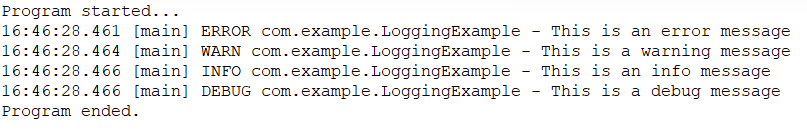 Program started...
16:46:28.461 [main] ERROR com.example.LoggingExample - This is an error message
16:46:28.464 [main] WARN com.example.LoggingExample - This is a warning message
16:46:28.466 [main] INFO com.example.LoggingExample - This is an info message
16:46:28.466 [main] DEBUG com.example.LoggingExample - This is a debug message
Program ended.